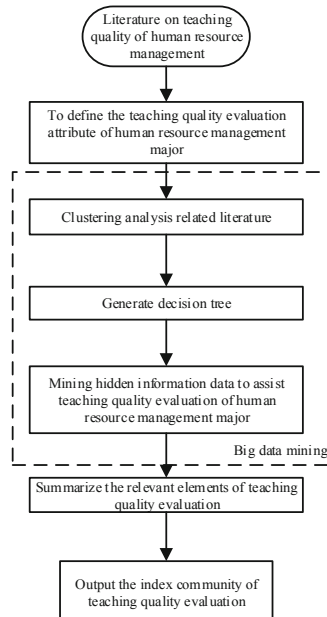 Literature on teaching
quality of human resource
management
To define the teaching quality evaluation
attribute of human resource management
major
Clustering analysis related literature
Generate decision tree
Mining hidden information data to assist
teaching quality evaluation of human
resource management major
Big data mining
Summarize the relevant elements of teaching
quality evaluation
Output the index community of
teaching quality evaluation